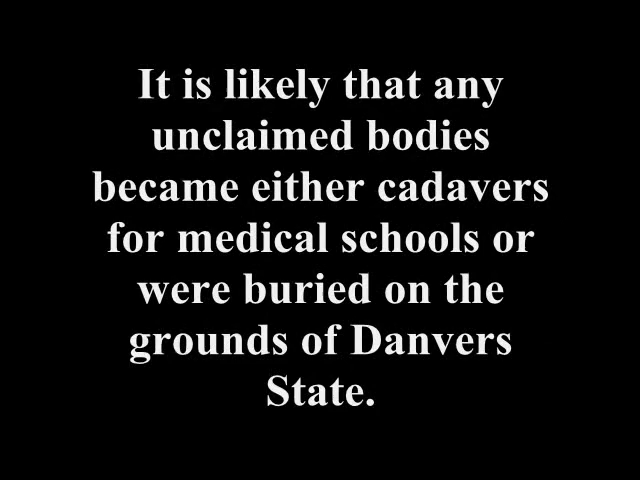 It is likely that any
unclaimed bodies
became either cadavers
for medical schools or
were buried on the
grounds of Danvers
State.